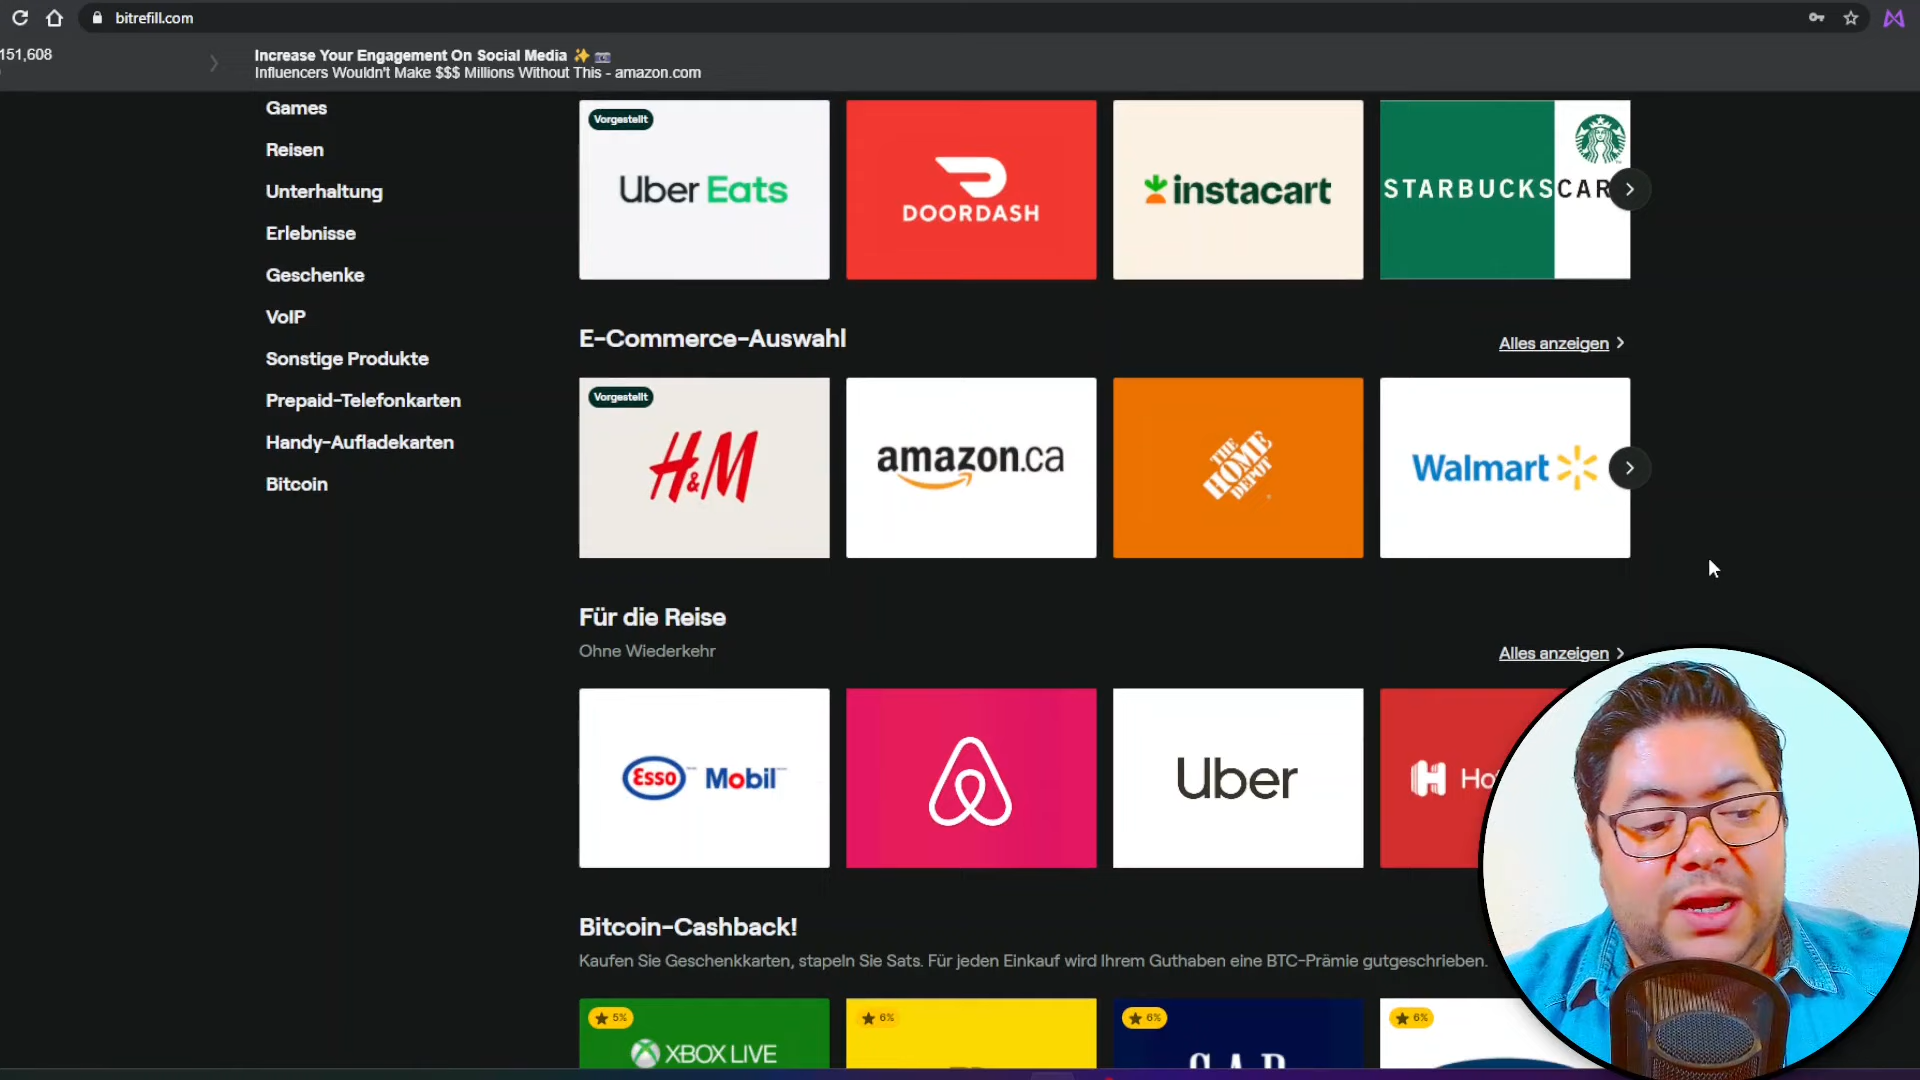 bitrefill.com
151,608
Increase Your Engagement On Social Media
Influencers Wouldn't Make $$$ Millions Without This - amazon.com
Games
Reisen
Unterhaltung
Erlebnisse
Geschenke
VoIP
Sonstige Produkte
Prepaid-Telefonkarten
Handy-Aufladekarten
Bitcoin
Vorgestellt
Uber Eats
DOORDASH
instacart
STARBUCKS CAR
E-Commerce-Auswahl
Alles anzeigen
Vorgestellt
H&M
amazon.ca
THE HOME DEPOT
Walmart
Für die Reise
Ohne Wiederkehr
Alles anzeigen
Esso Mobil
Uber
Ho
Bitcoin-Cashback!
Kaufen Sie Geschenkkarten, stapeln Sie Sats. Für jeden Einkauf wird Ihrem Guthaben eine BTC-Prämie gutgeschrieben.
5%
XBOX LIVE
6%
6%
GAP
6%